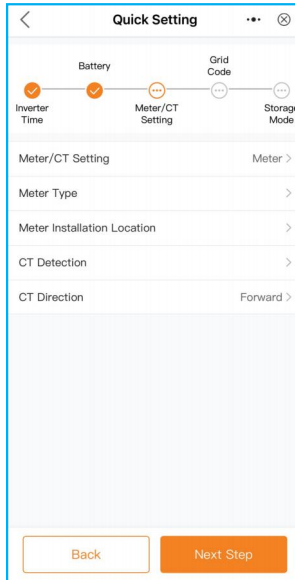 Quick Setting
Battery
Grid
Code
Inverter
Time
Meter/CT
Setting
Storage
Mode
Meter/CT Setting Meter
Meter Type
Meter Installation Location
CT Detection
CT Direction Forward
Back Next Step